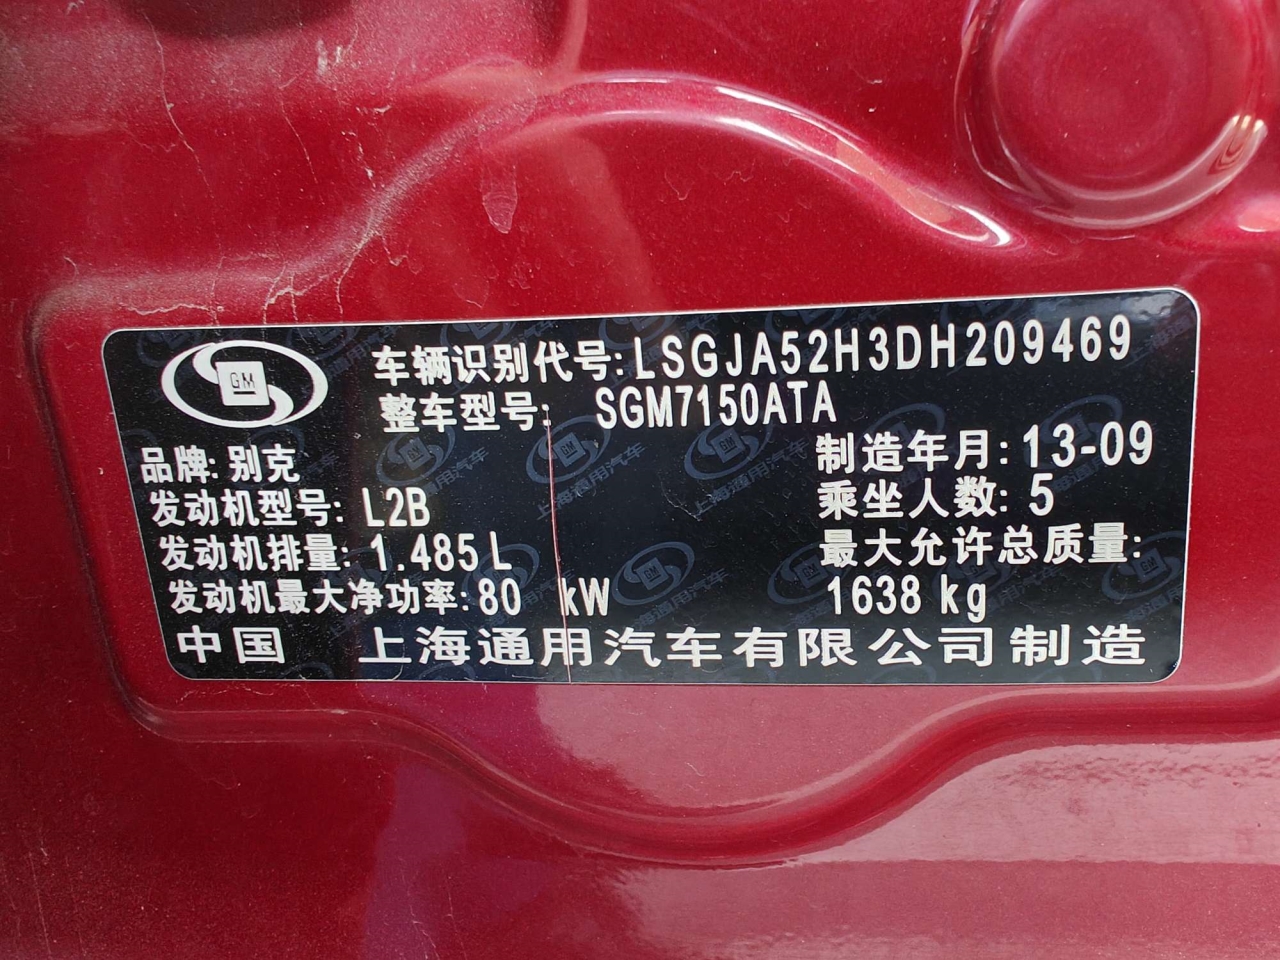 GM
车辆识别代号:LSGJA52H3DH209469
整车型号: SGM7150ATA
品牌: 别克
制造年月: 13-09
发动机型号: L2B
乘坐人数: 5
发动机排量: 1.485L
最大允许总质量:
发动机最大净功率: 80 kW
1638 kg
中国 上海通用汽车有限公司制造